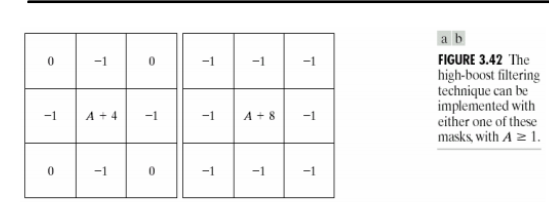 0 -1 0 -1 -1 -1
-1 A + 4 -1 -1 A + 8 -1
0 -1 0 -1 -1 -1
a b
FIGURE 3.42 The
high-boost filtering
technique can be
implemented with
either one of these
masks, with A ≥ 1.